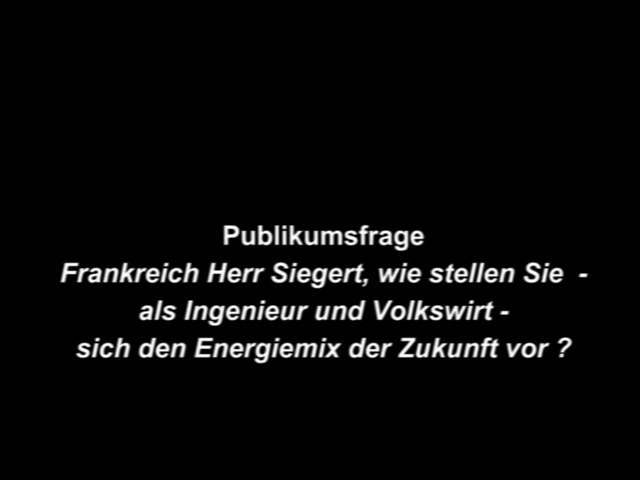 Publikumsfrage
Frankreich Herr Siegert, wie stellen Sie -
als Ingenieur und Volkswirt -
sich den Energiemix der Zukunft vor ?